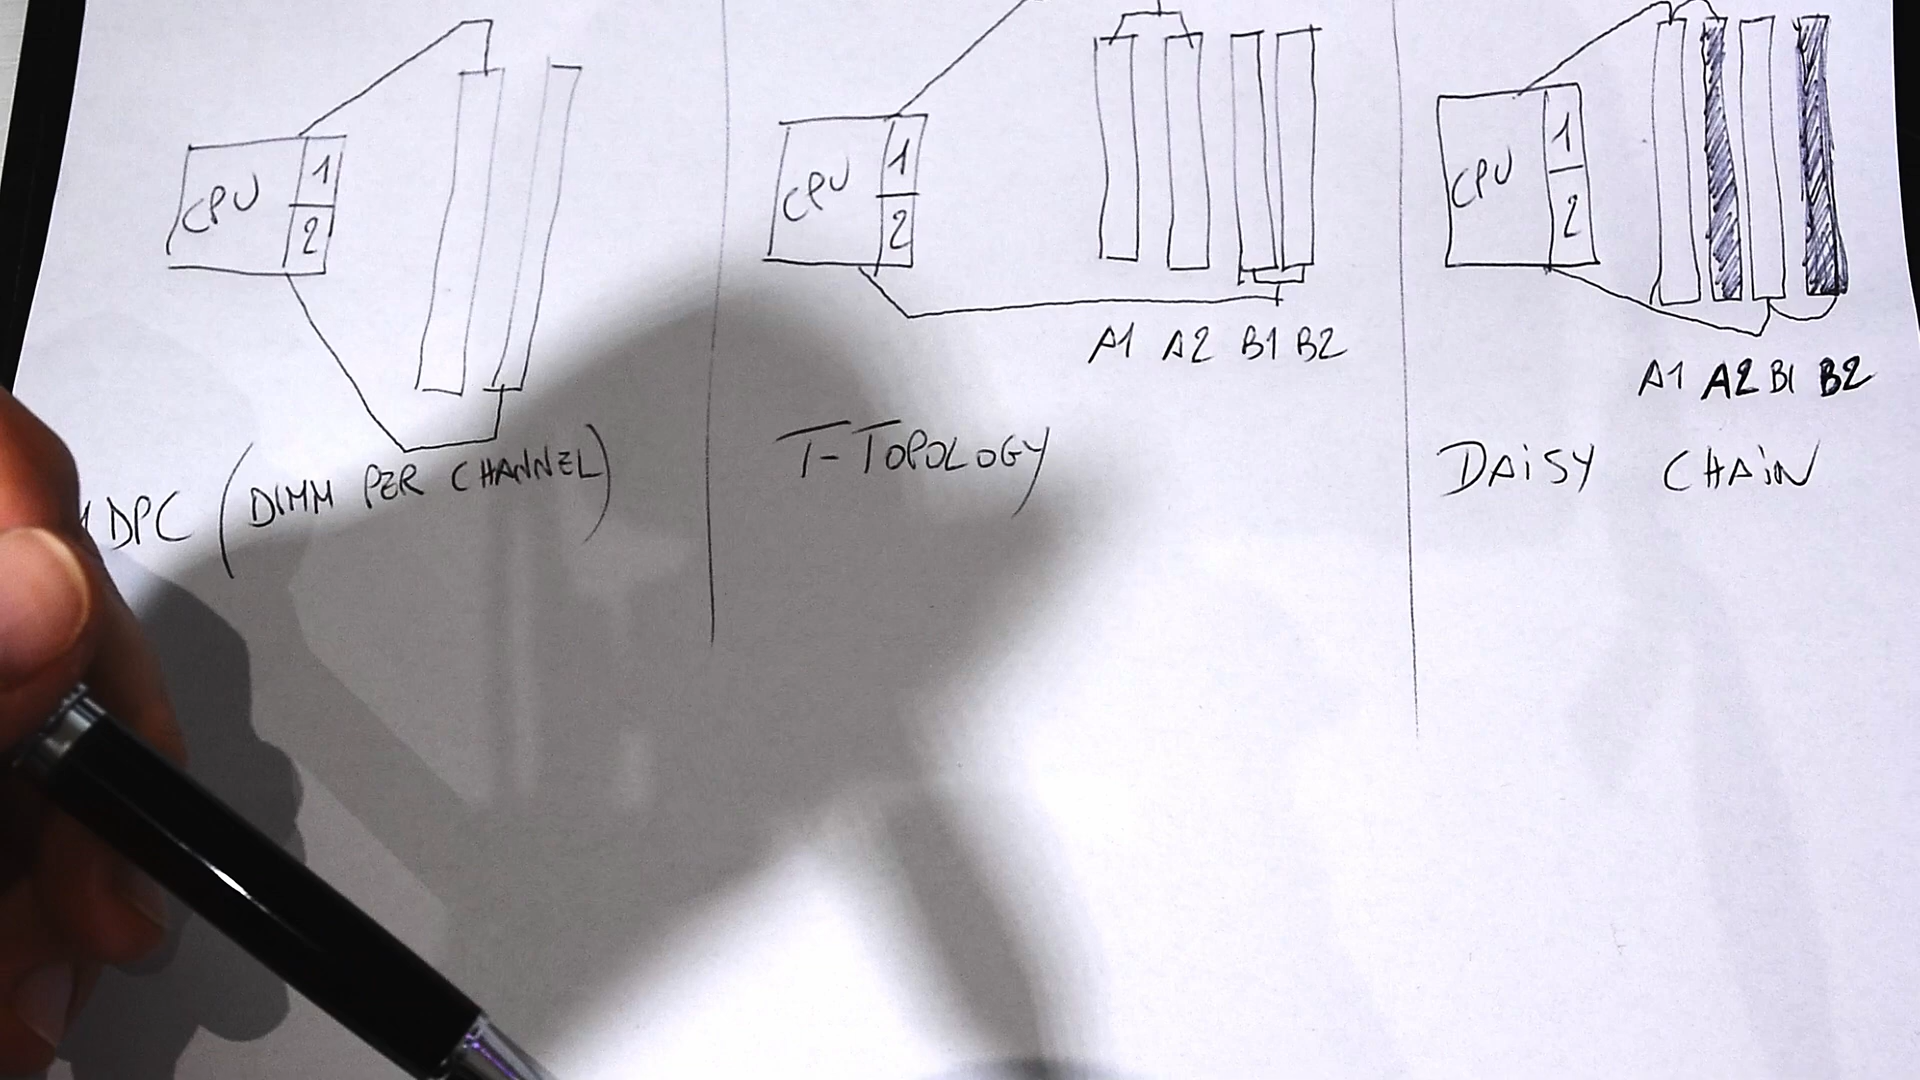 CPU 1
2
1DPC (DIMM PER CHANNEL)
CPU 1
2
A1 A2 B1 B2
T-TOPOLOGY
CPU 1
2
A1 A2 B1 B2
DAiSY CHAiN